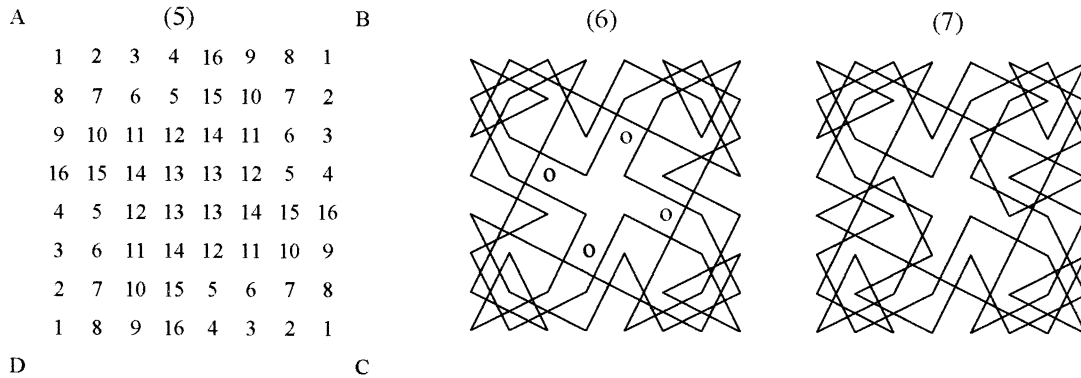 A (5) B (6) (7)
1 2 3 4 16 9 8 1
8 7 6 5 15 10 7 2
9 10 11 12 14 11 6 3
16 15 14 13 13 12 5 4
4 5 12 13 13 14 15 16
3 6 11 14 12 11 10 9
2 7 10 15 5 6 7 8
1 8 9 16 4 3 2 1
D C
o
o
o
o